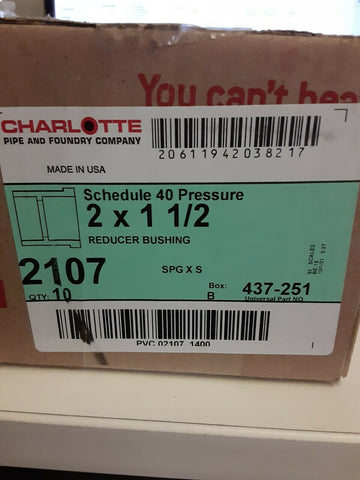 You can't hea
CHARLOTTE
PIPE AND FOUNDRY COMPANY
20611942038217
MADE IN USA
Schedule 40 Pressure
2 x 1 1/2
REDUCER BUSHING
2107
SPG X S
Box:
B
437-251
Universal Part NO.
QTY: 10
PVC 02107 1400
I